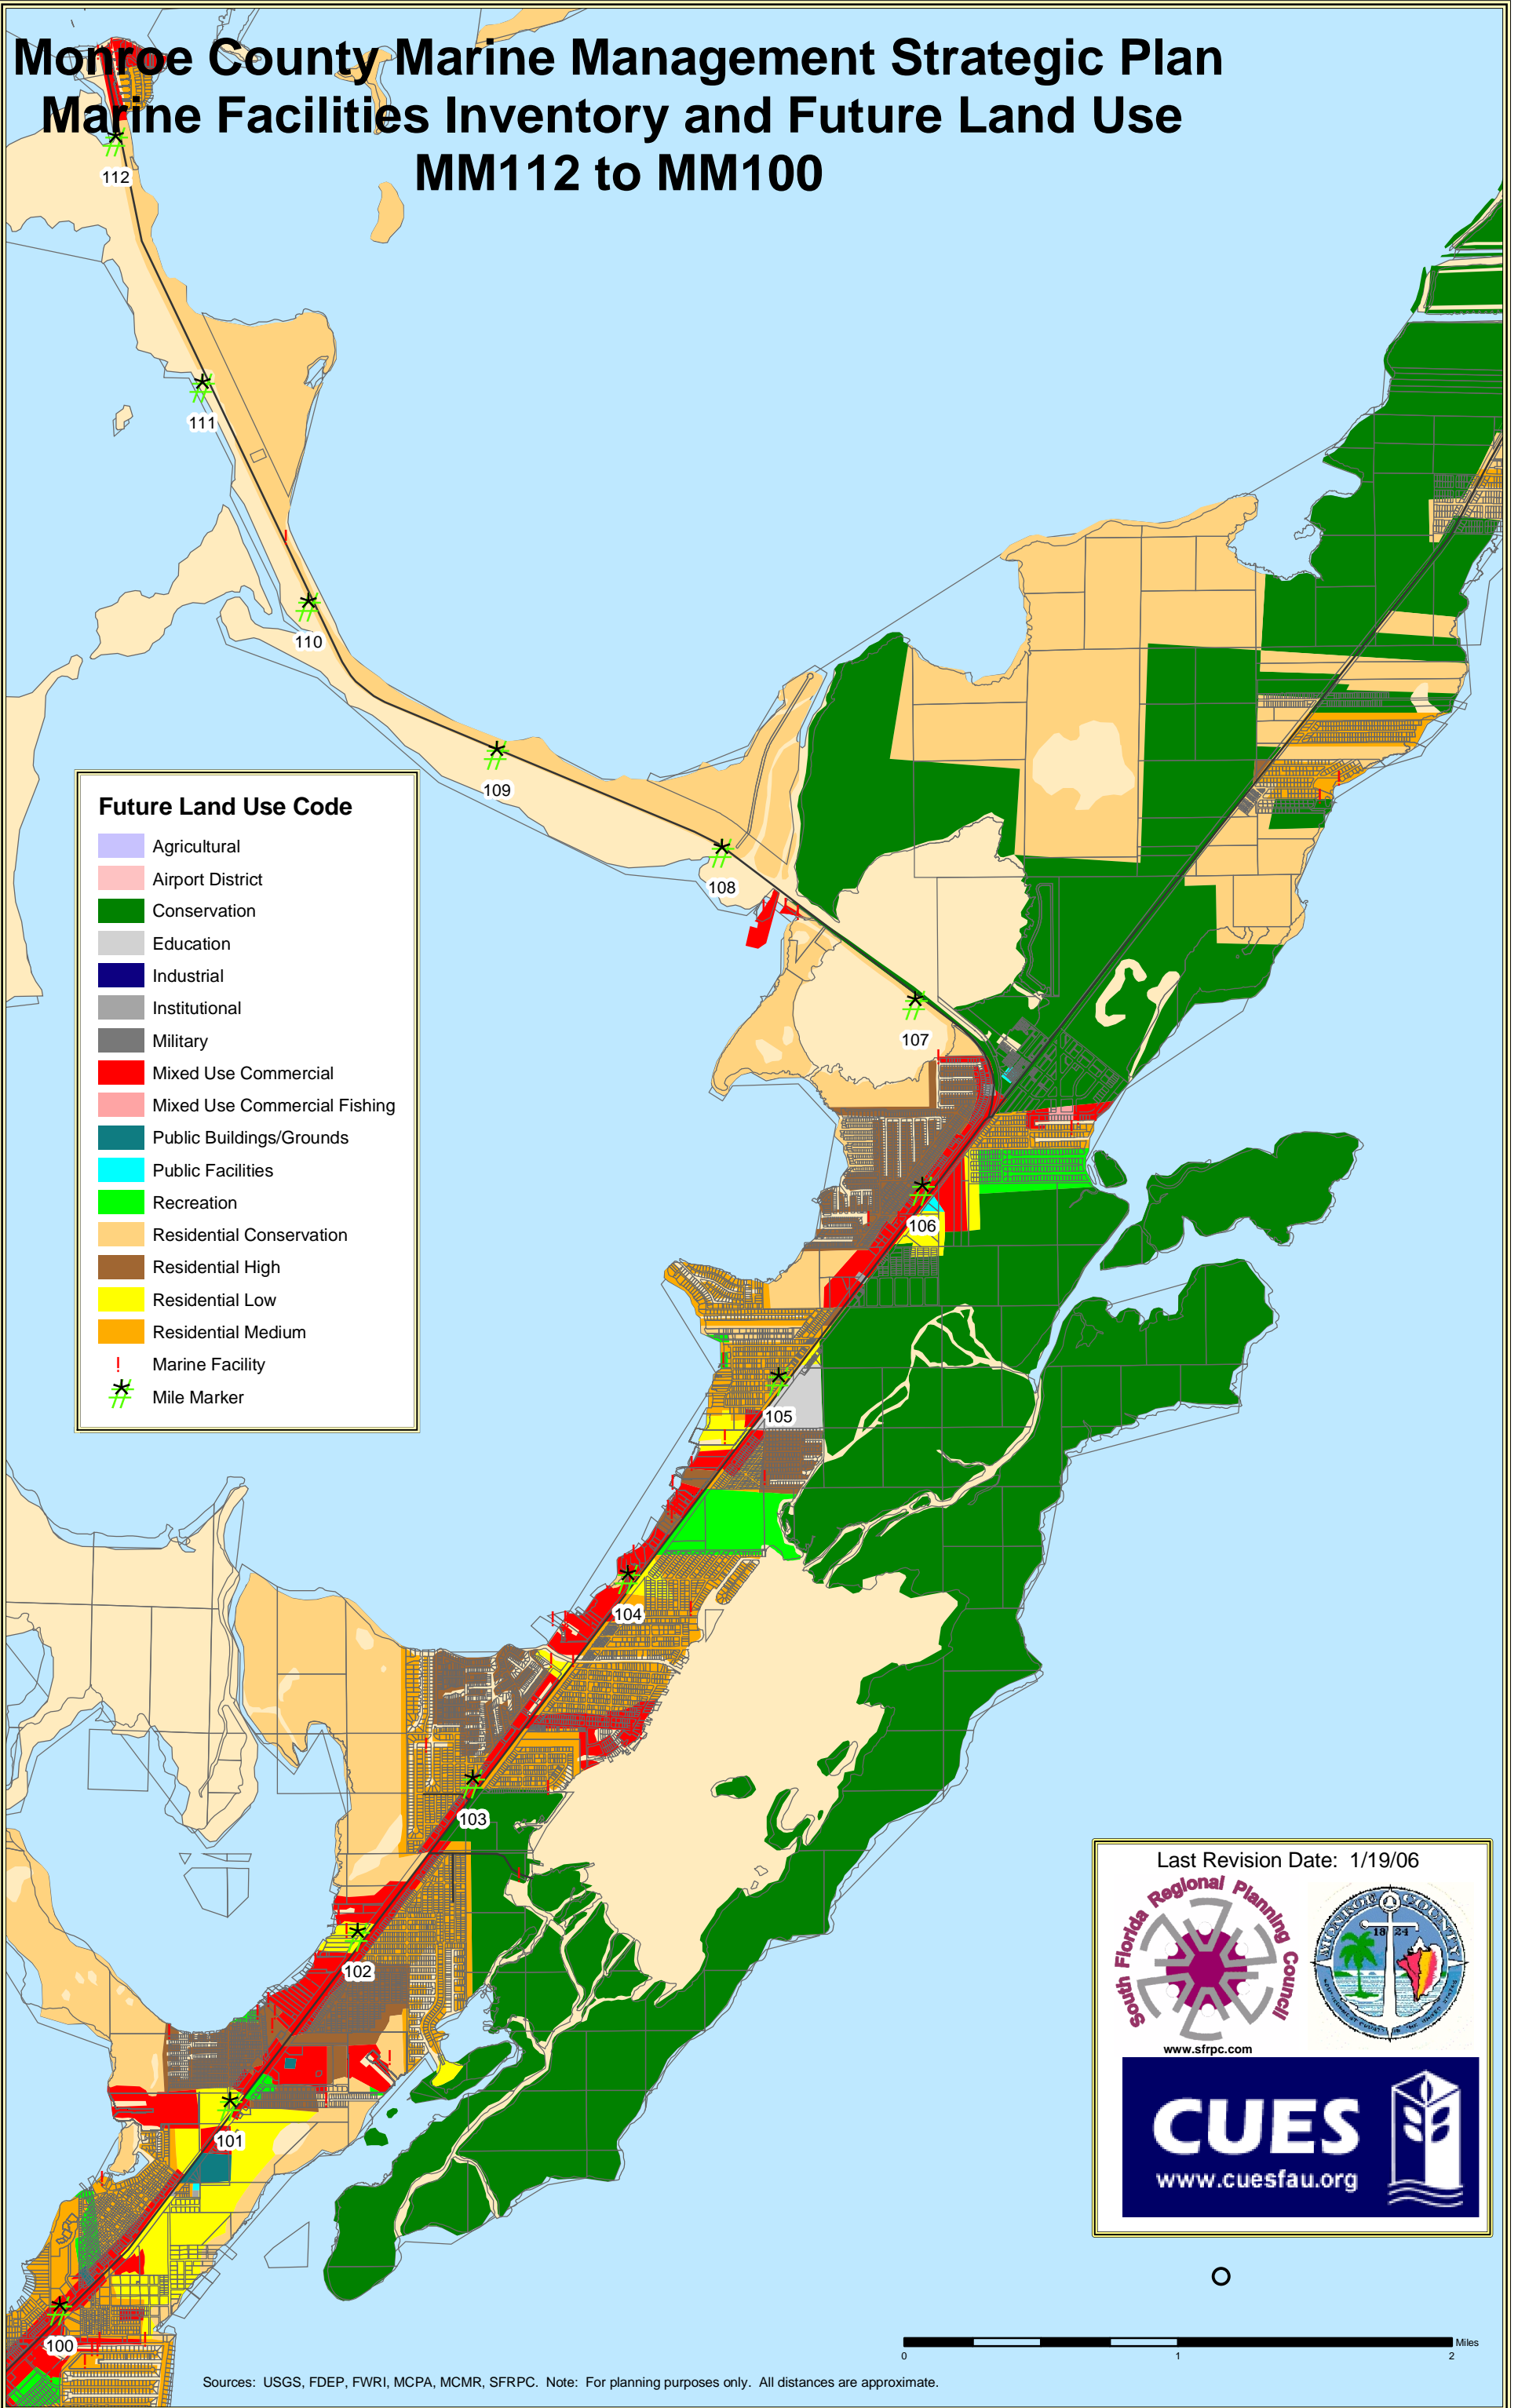 Monroe County Marine Management Strategic Plan
Marine Facilities Inventory and Future Land Use
MM112 to MM100
112
111
110
109
108
107
106
105
104
103
102
101
100
Future Land Use Code
Agricultural
Airport District
Conservation
Education
Industrial
Institutional
Military
Mixed Use Commercial
Mixed Use Commercial Fishing
Public Buildings/Grounds
Public Facilities
Recreation
Residential Conservation
Residential High
Residential Low
Residential Medium
! Marine Facility
Mile Marker
Last Revision Date: 1/19/06
South Florida Regional Planning Council
www.sfrpc.com
MONROE COUNTY
18 24
CUES
www.cuesfau.org
Miles
0 1 2
Sources: USGS, FDEP, FWRI, MCPA, MCMR, SFRPC. Note: For planning purposes only. All distances are approximate.